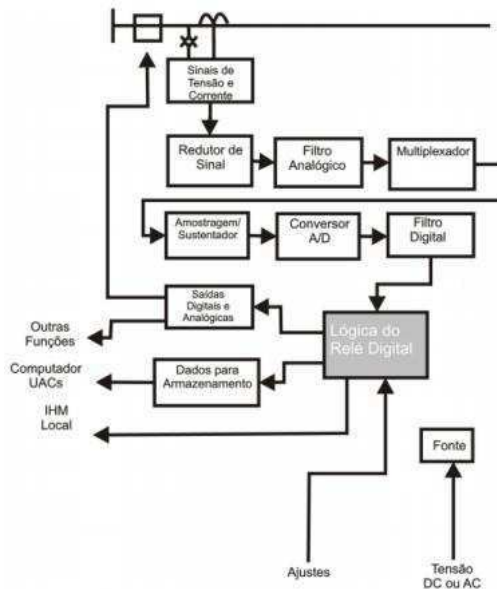 Sinais de
Tensão e
Corrente
Redutor de
Sinal
Filtro
Analógico
Multiplexador
Amostragem/
Sustentador
Conversor
A/D
Filtro
Digital
Saídas
Digitais e
Analógicas
Lógica do
Relé Digital
Outras
Funções
Computador
UACs
Dados para
Armazenamento
IHM
Local
Fonte
Ajustes
Tensão
DC ou AC